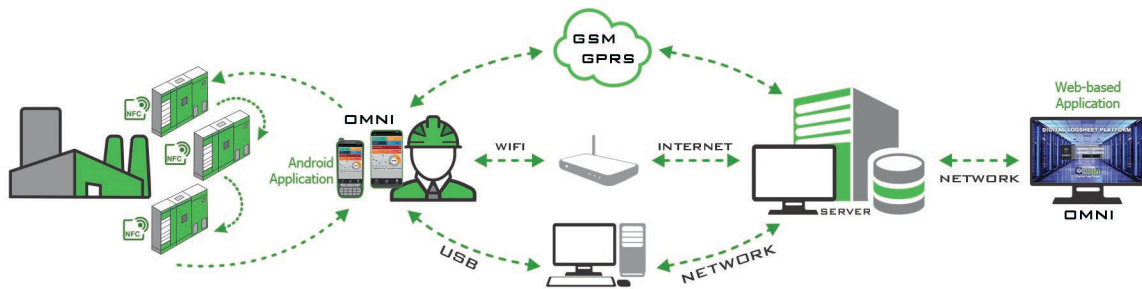 GSM
GPRS
NFC
NFC
NFC
OMNI
Android
Application
WIFI
INTERNET
USB
NETWORK
SERVER
NETWORK
Web-based
Application
DIGITAL LOGSHEET PLATFORM
OMNI
OMNI